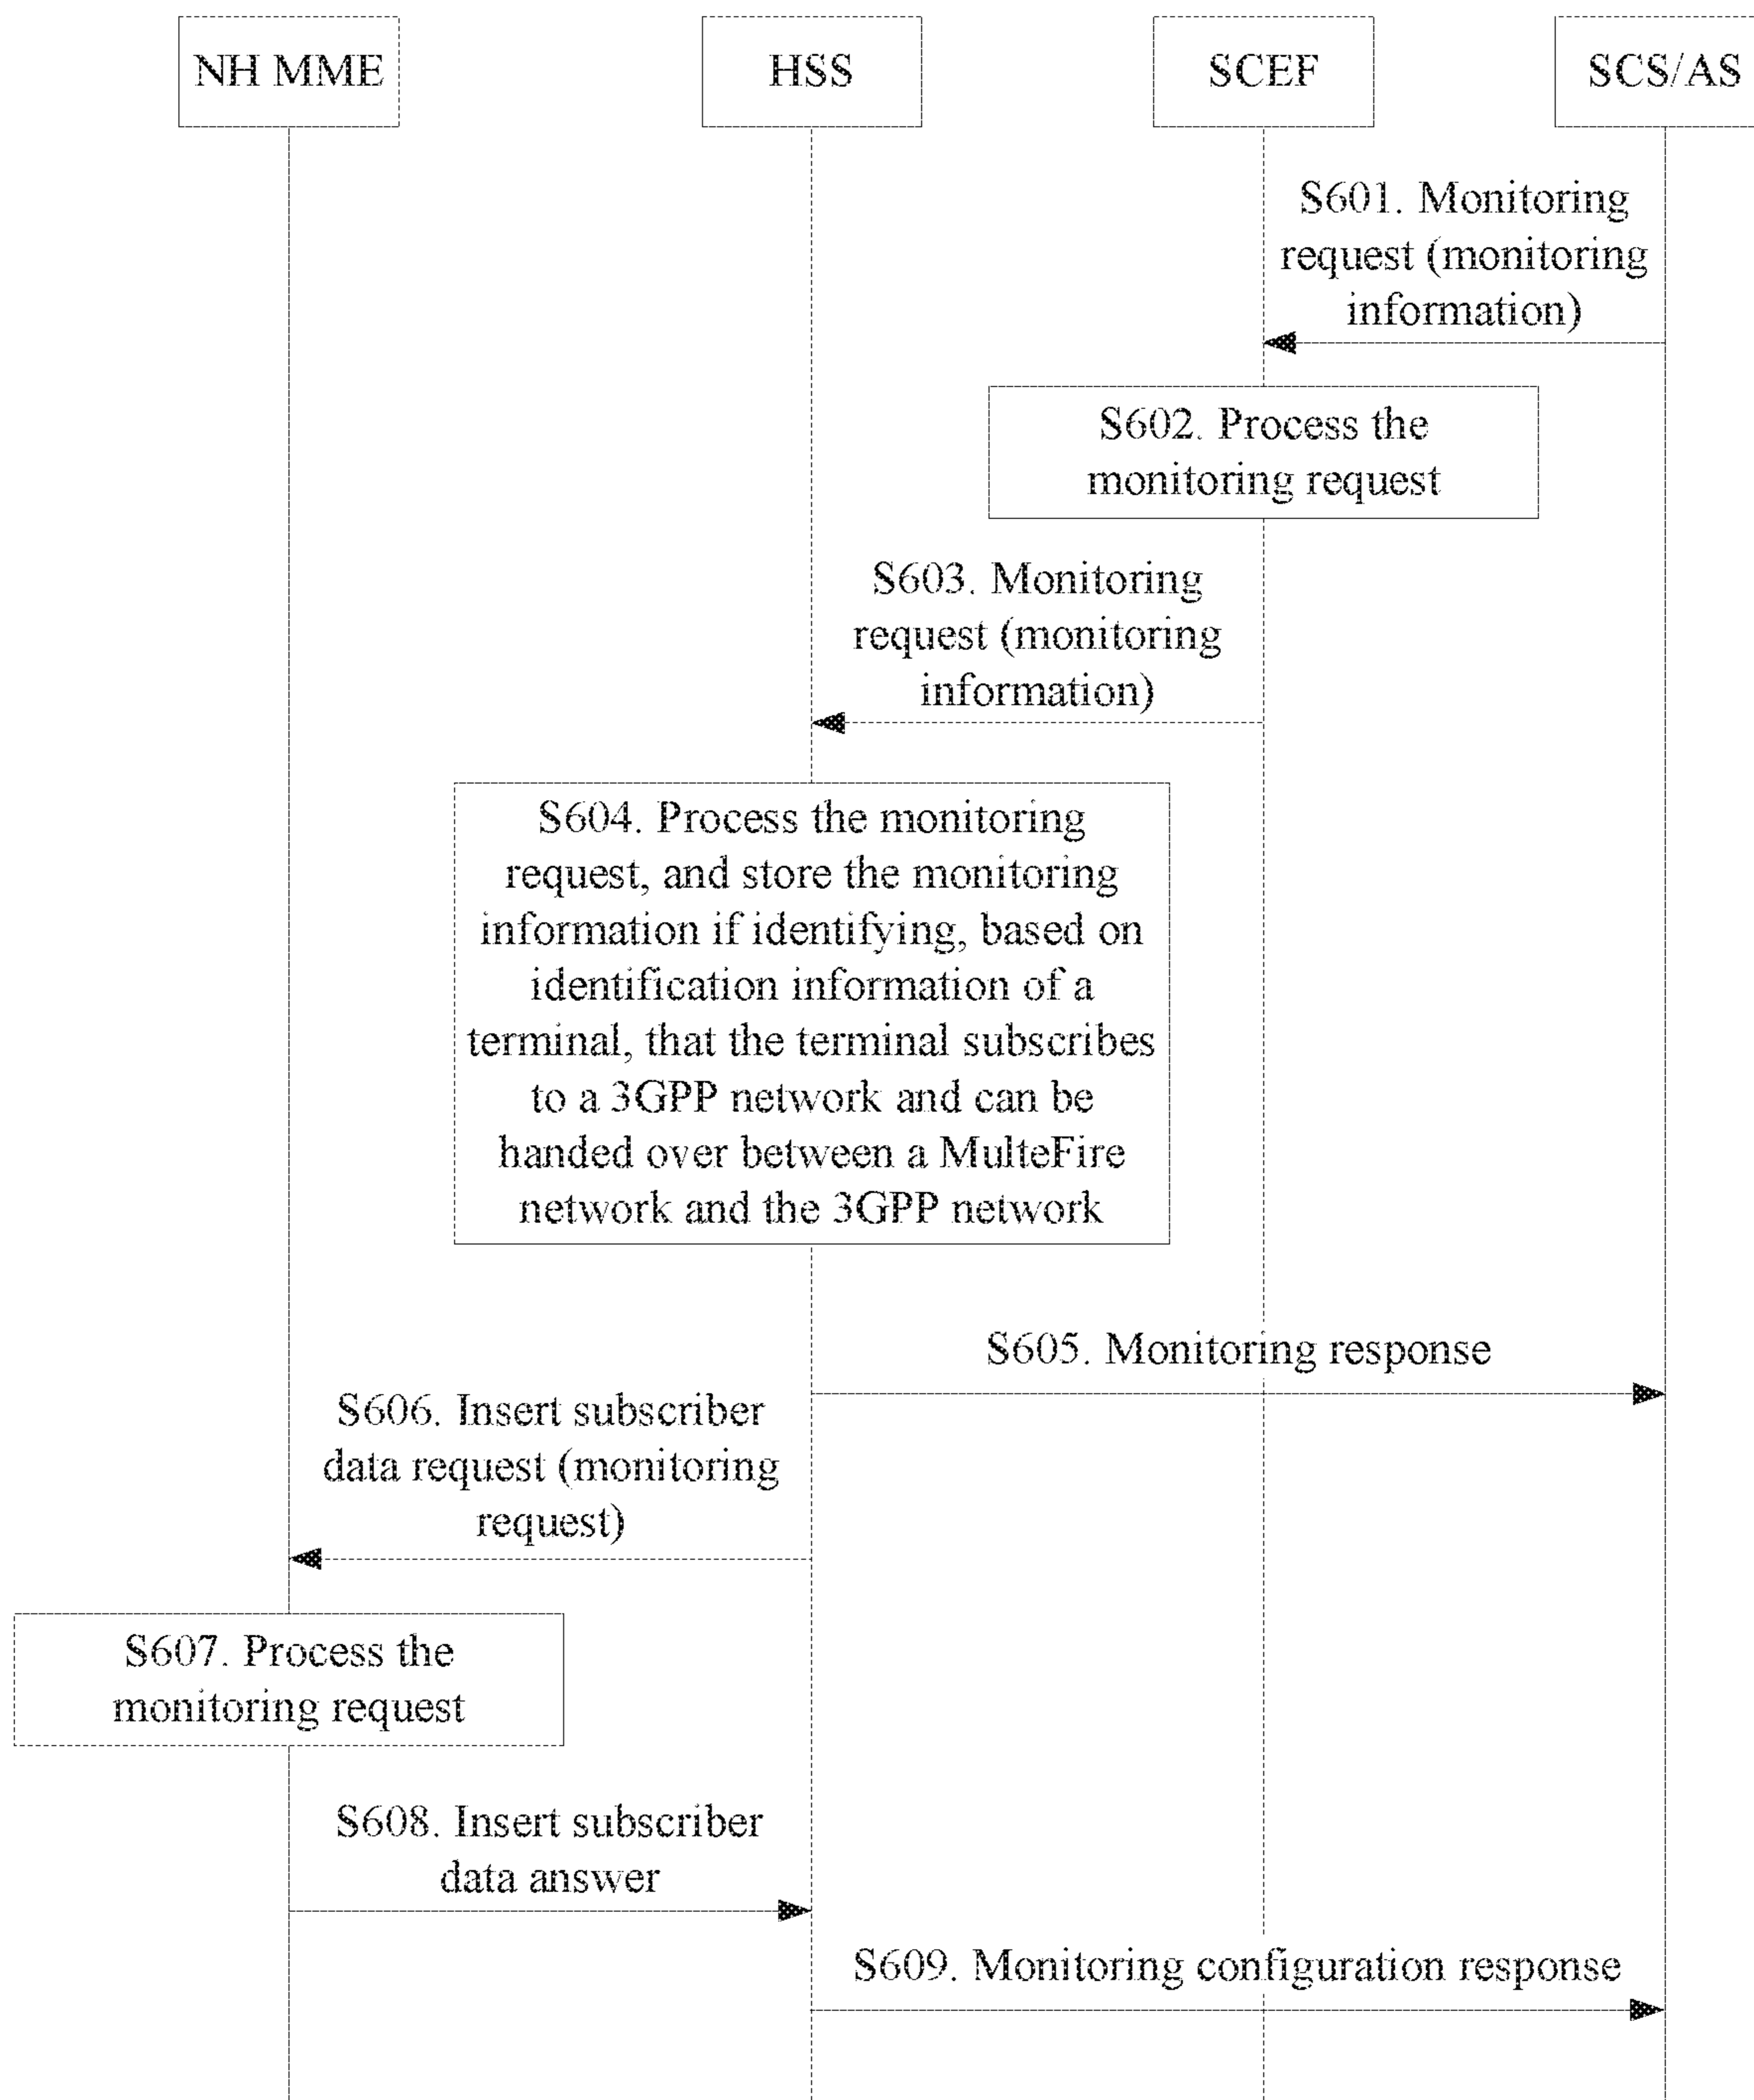 NH MME
HSS
SCEF
SCS/AS
S601. Monitoring
request (monitoring
information)
S602. Process the
monitoring request
S603. Monitoring
request (monitoring
information)
S604. Process the monitoring
request, and store the monitoring
information if identifying, based on
identification information of a
terminal, that the terminal subscribes
to a 3GPP network and can be
handed over between a MulteFire
network and the 3GPP network
S605. Monitoring response
S606. Insert subscriber
data request (monitoring
request)
S607. Process the
monitoring request
S608. Insert subscriber
data answer
S609. Monitoring configuration response